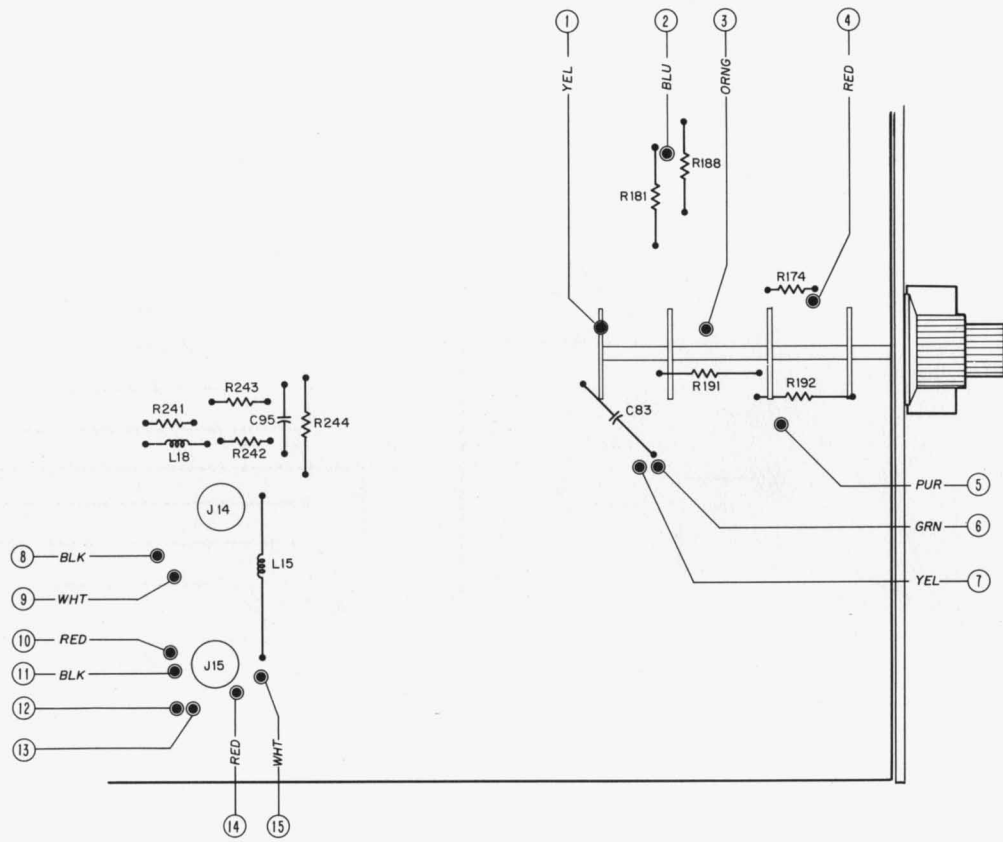 1 2 3 4
YEL BLU ORNG RED
R188
R181
R174
R191 R192
C83
R243
R241 C95 R244
L18 R242
J14
L15
J15
PUR 5
GRN 6
YEL 7
8 BLK
9 WHT
10 RED
11 BLK
12
13
RED WHT
14 15